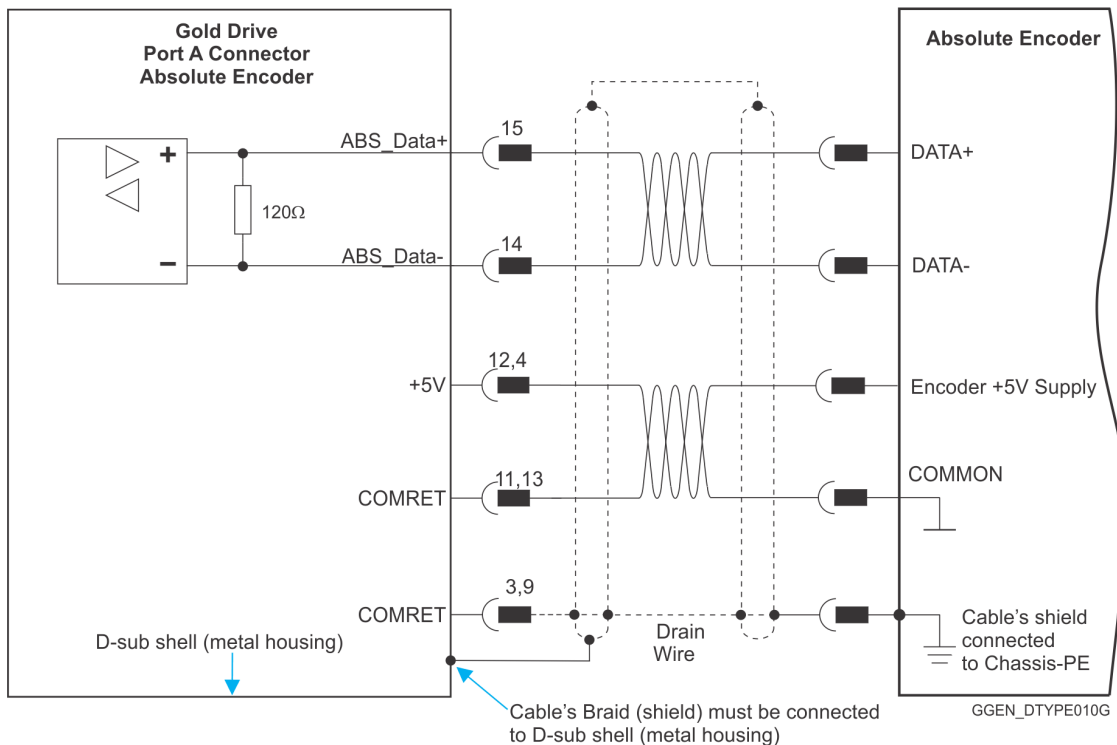 Gold Drive
Port A Connector
Absolute Encoder
Absolute Encoder
+
120Ω
−
ABS_Data+
15
DATA+
ABS_Data-
14
DATA-
+5V
12,4
Encoder +5V Supply
COMRET
11,13
COMMON
COMRET
3,9
Drain
Wire
Cable's shield
connected
to Chassis-PE
D-sub shell (metal housing)
Cable's Braid (shield) must be connected
to D-sub shell (metal housing)
GGEN_DTYPE010G